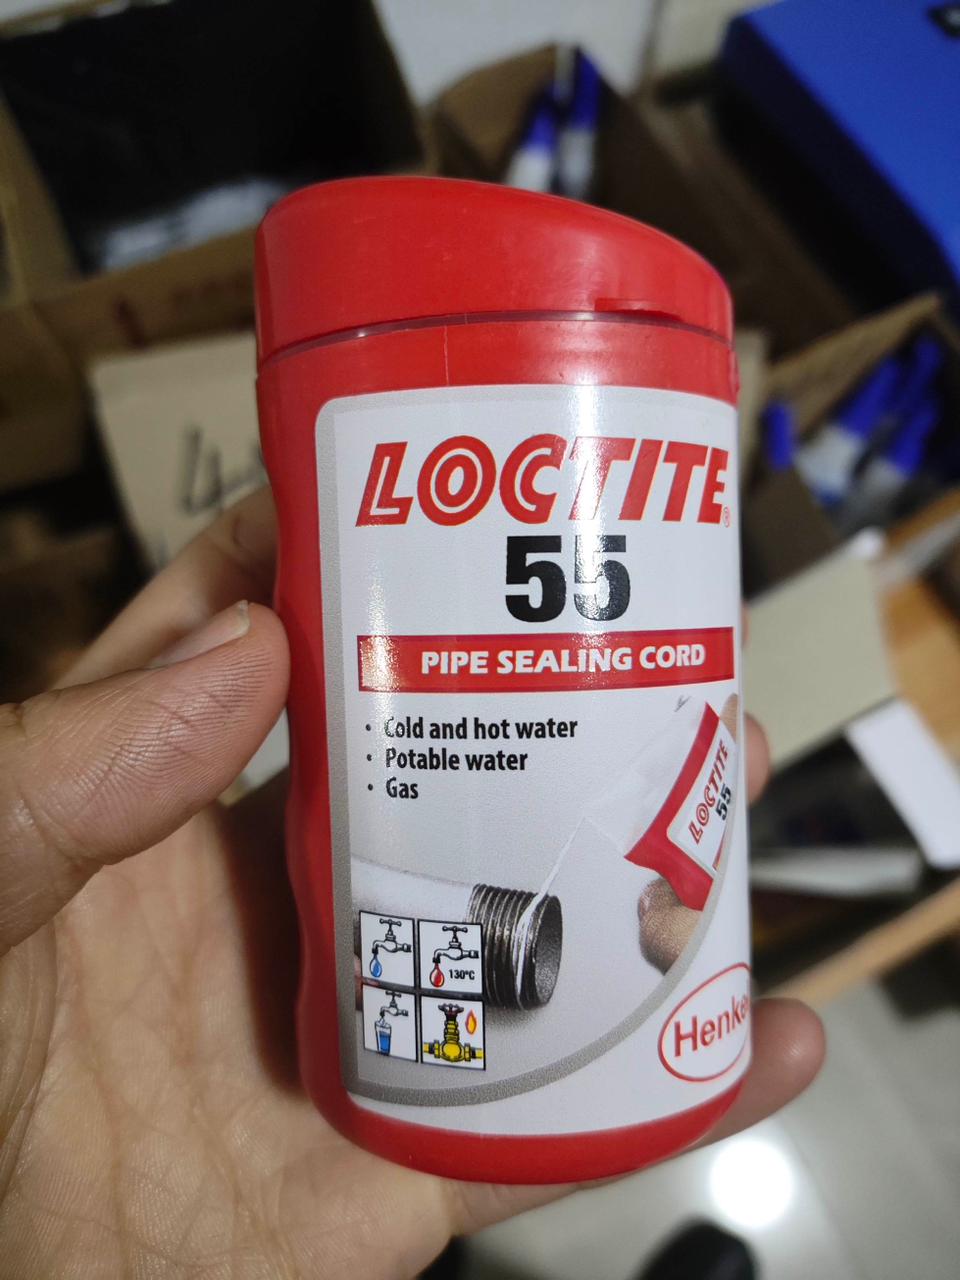 LOCTITE®
55
PIPE SEALING CORD
• Cold and hot water
• Potable water
• Gas
LOCTITE
55
130°C
Henkel